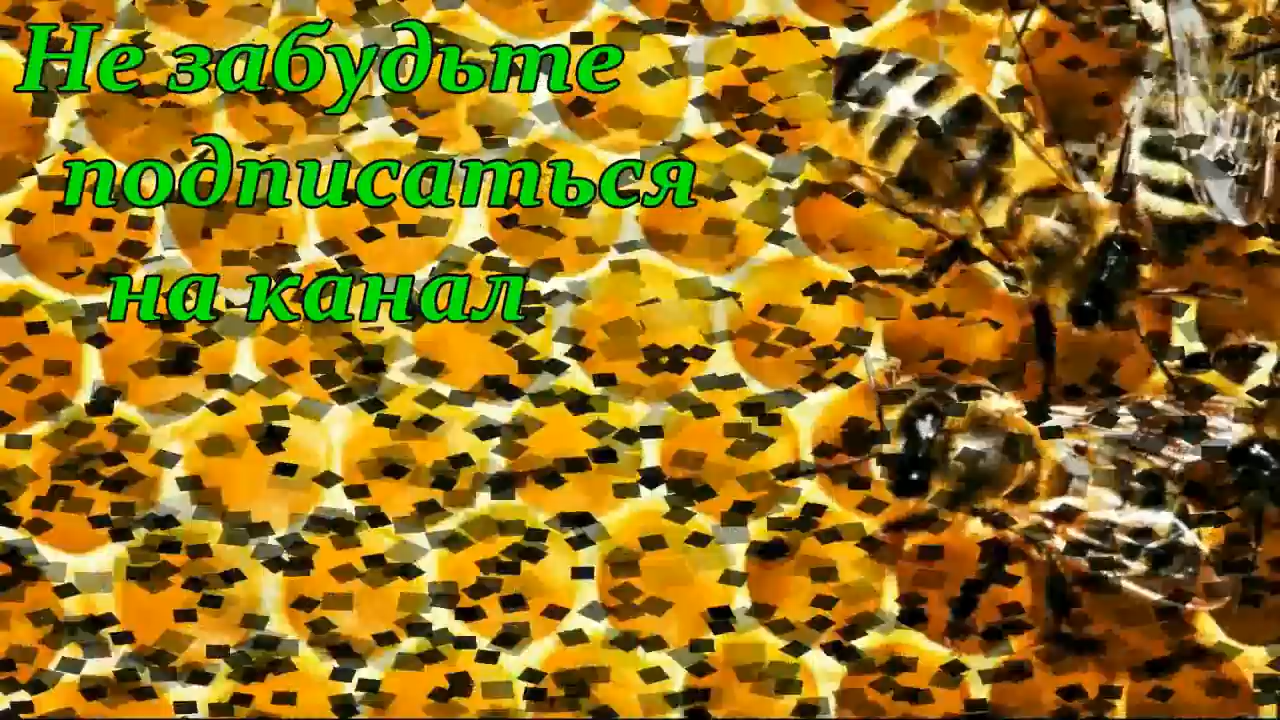 Не забудьте
подписаться
на канал